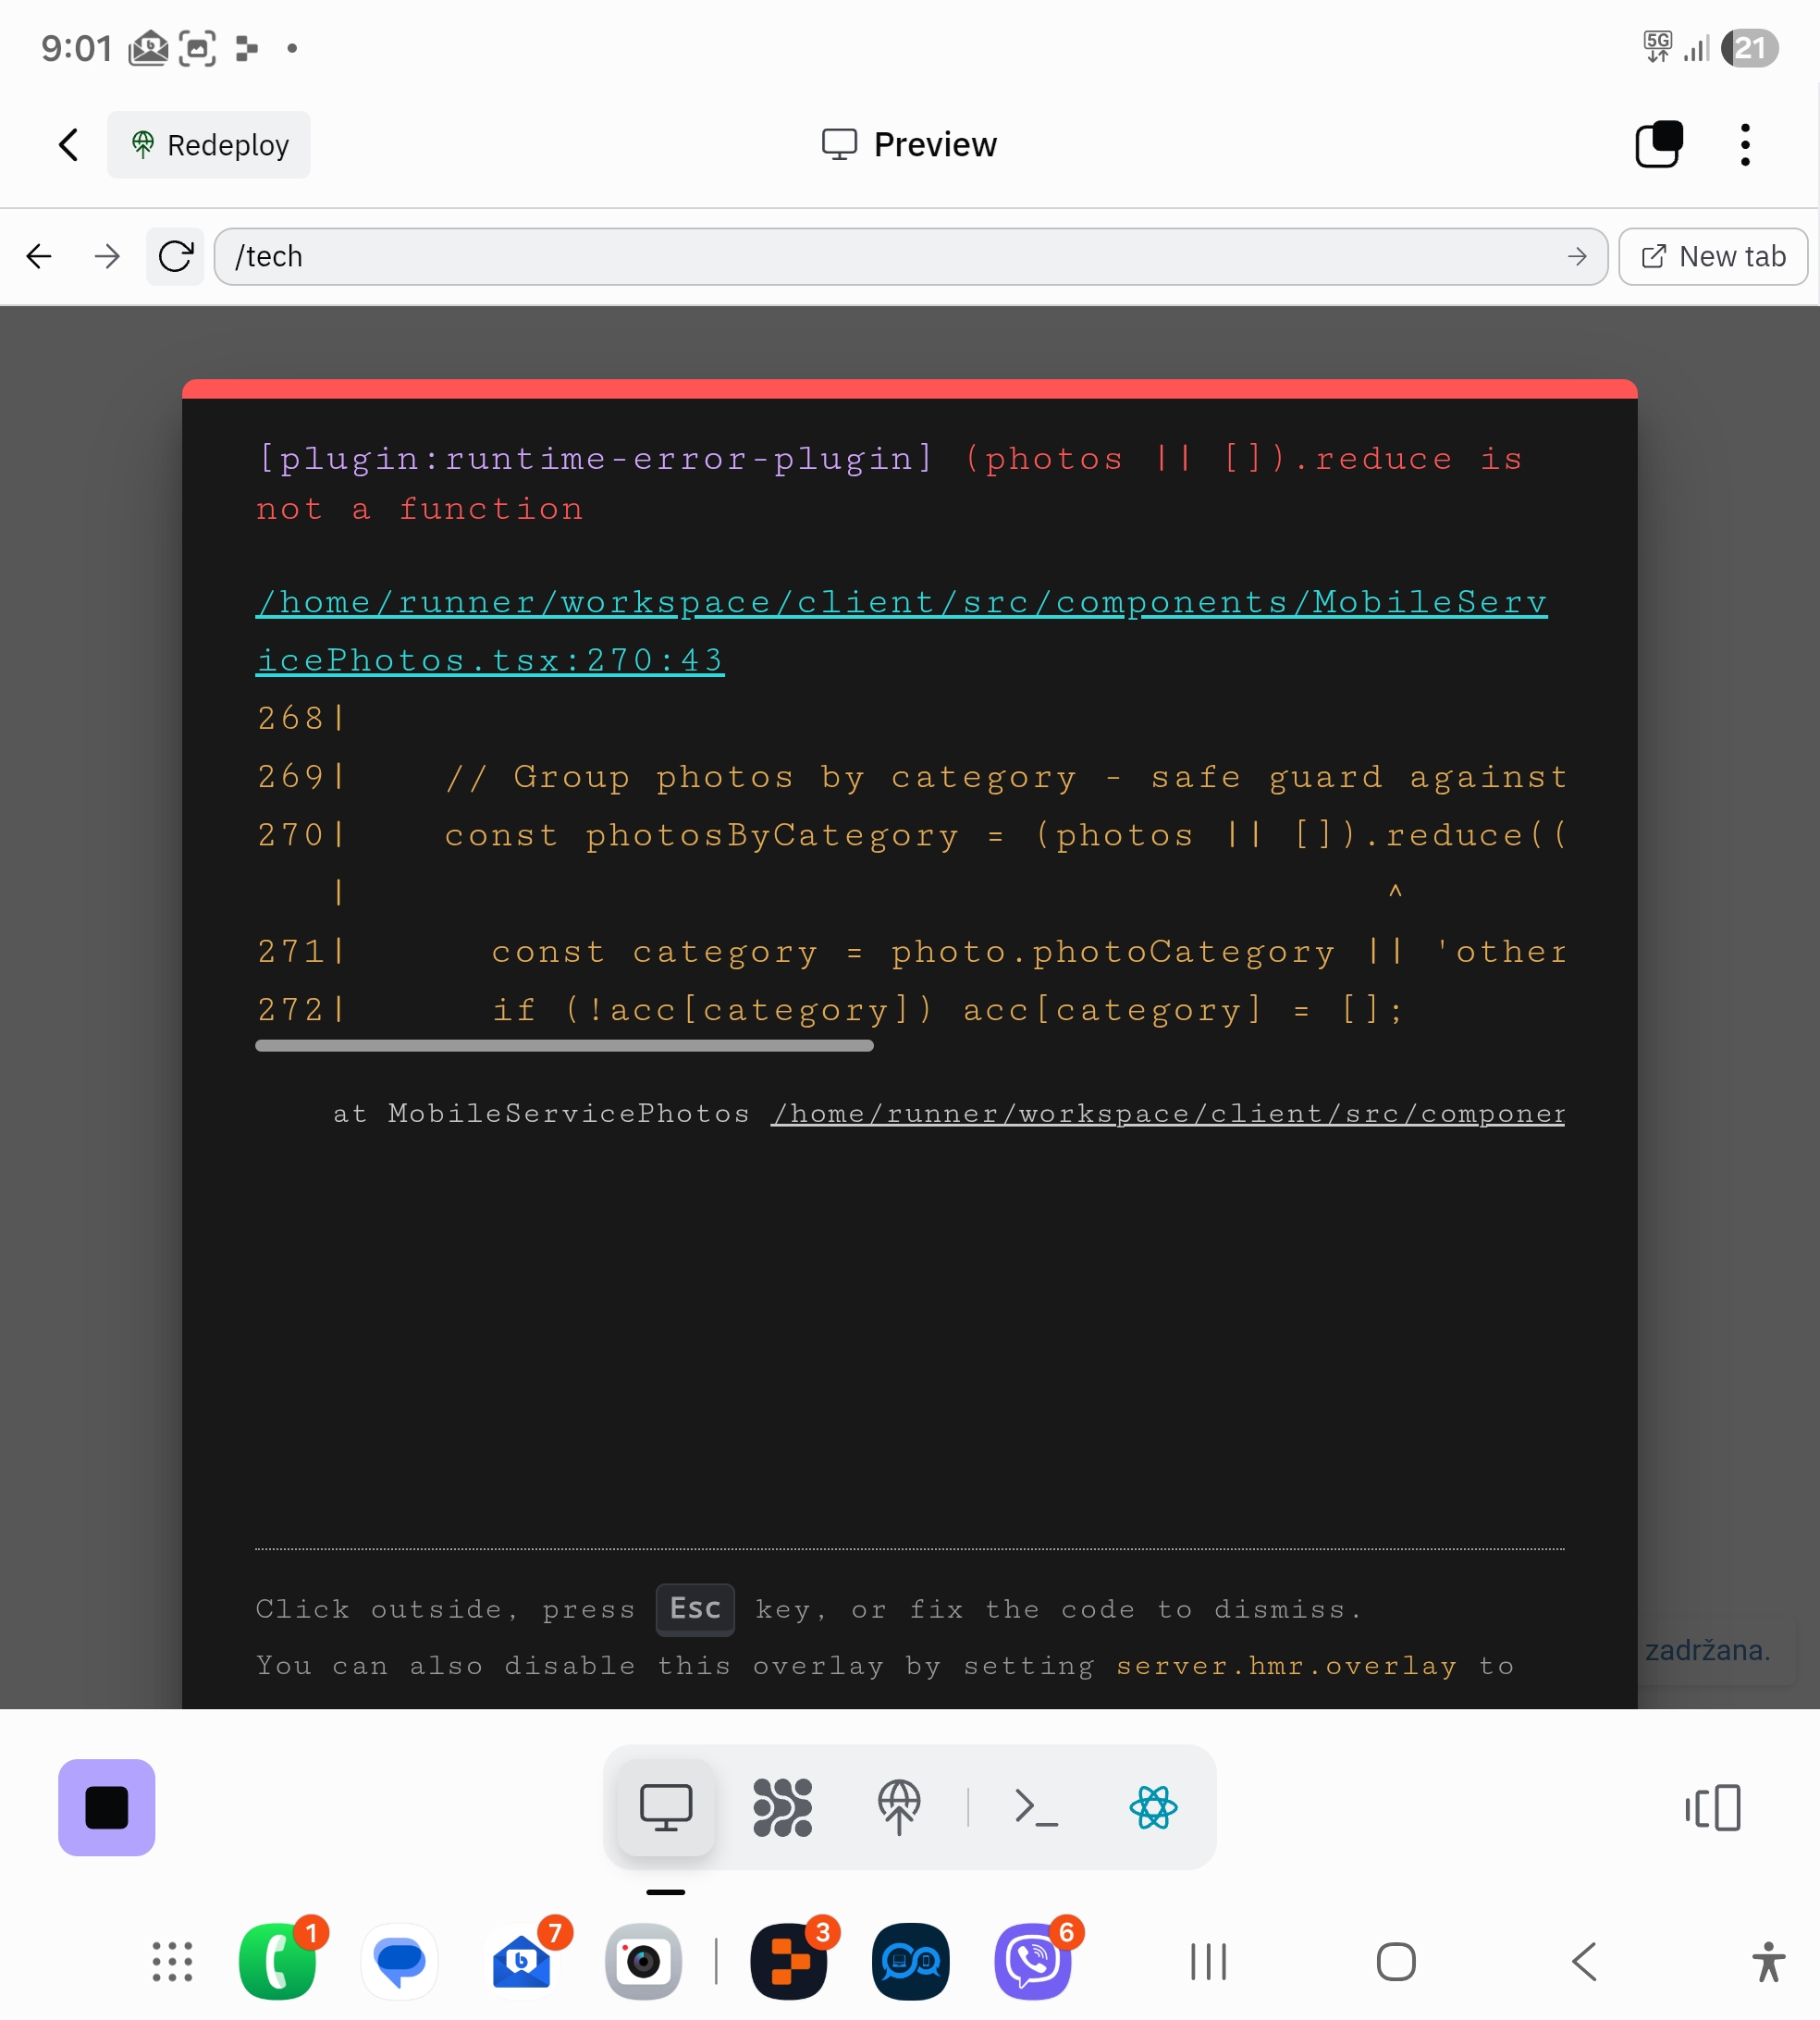 9:01
5G
21
Redeploy
Preview
/tech
New tab
[plugin:runtime-error-plugin] (photos || []).reduce is
not a function
/home/runner/workspace/client/src/components/MobileServ
icePhotos.tsx:270:43
268|
269|    // Group photos by category - safe guard against
270|    const photosByCategory = (photos || []).reduce((
|                                            ^
271|      const category = photo.photoCategory || 'other
272|      if (!acc[category]) acc[category] = [];
at MobileServicePhotos /home/runner/workspace/client/src/componen
Click outside, press Esc key, or fix the code to dismiss.
You can also disable this overlay by setting server.hmr.overlay to
zadržana.
1
7
3
6